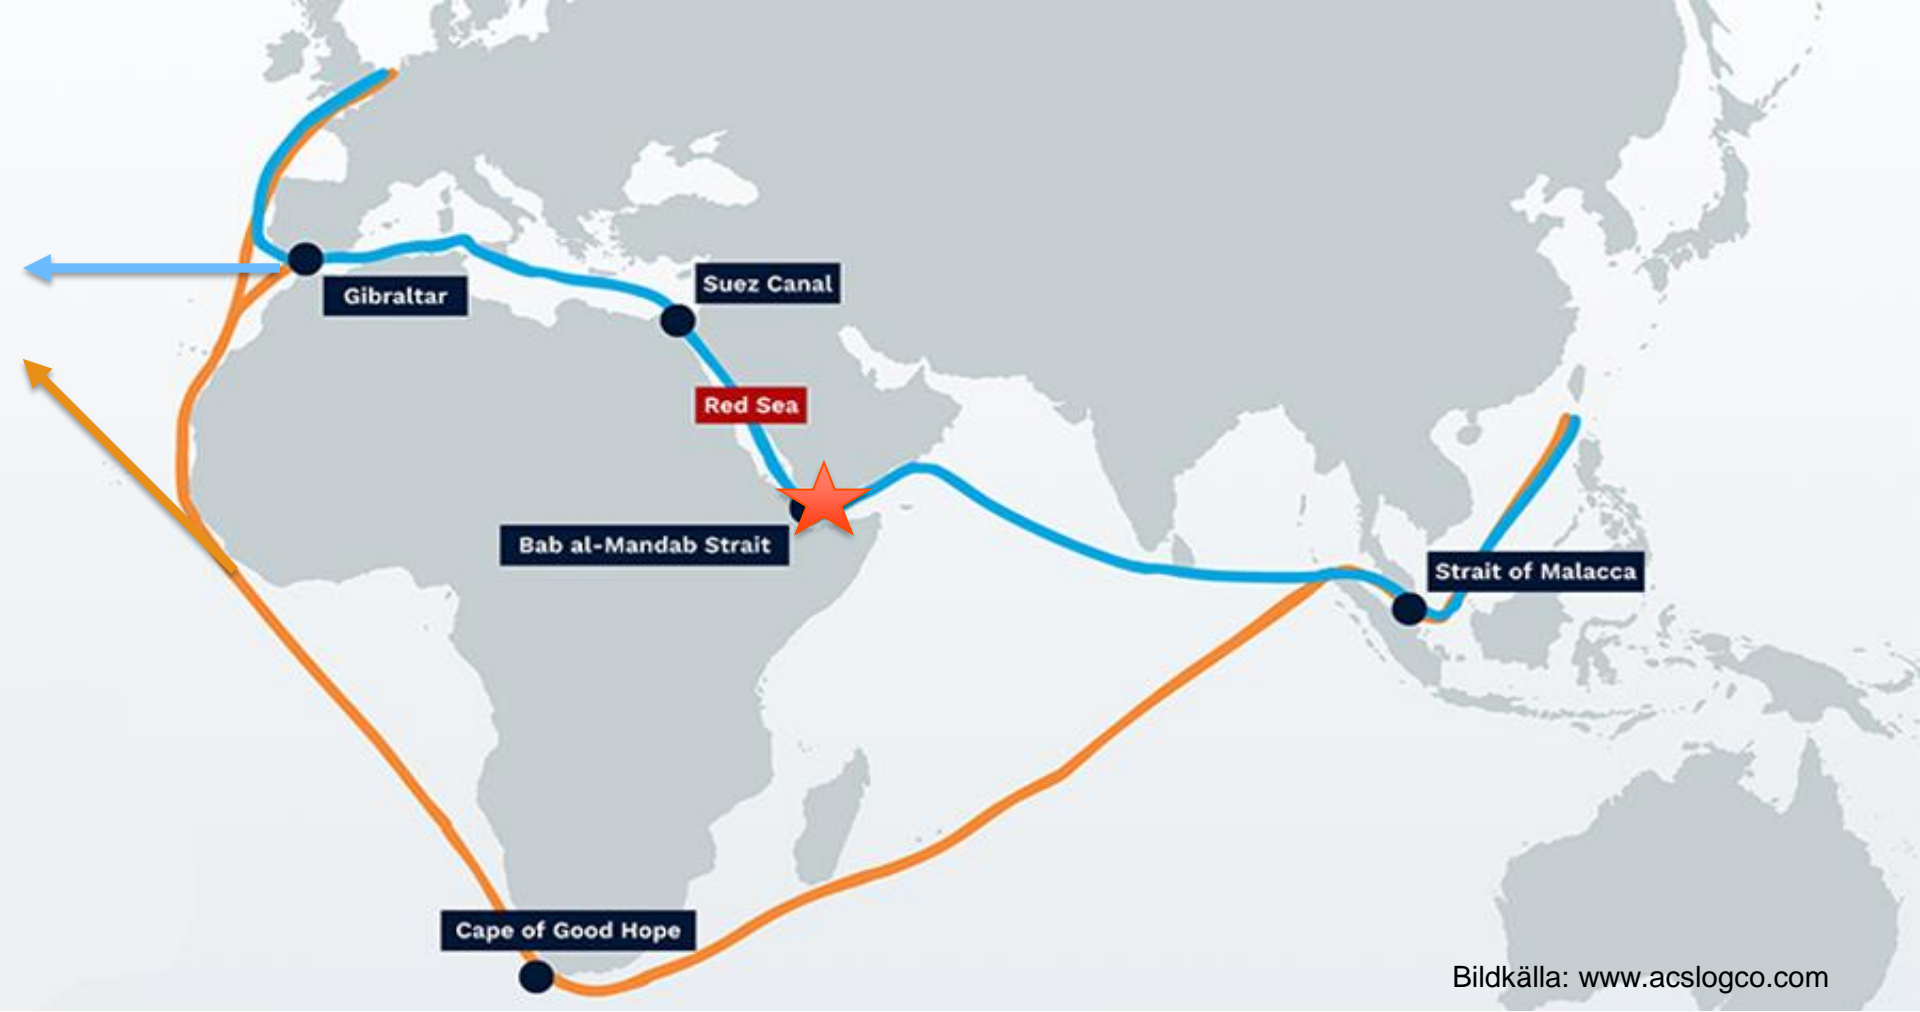 Gibraltar
Suez Canal
Red Sea
Bab al-Mandab Strait
Strait of Malacca
Cape of Good Hope
Bildkälla: www.acslogco.com